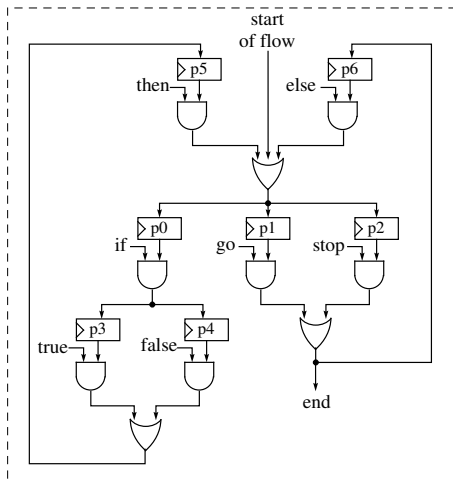 start
of flow
p5
p6
then
else
p0
p1
p2
if
go
stop
p3
p4
true
false
end